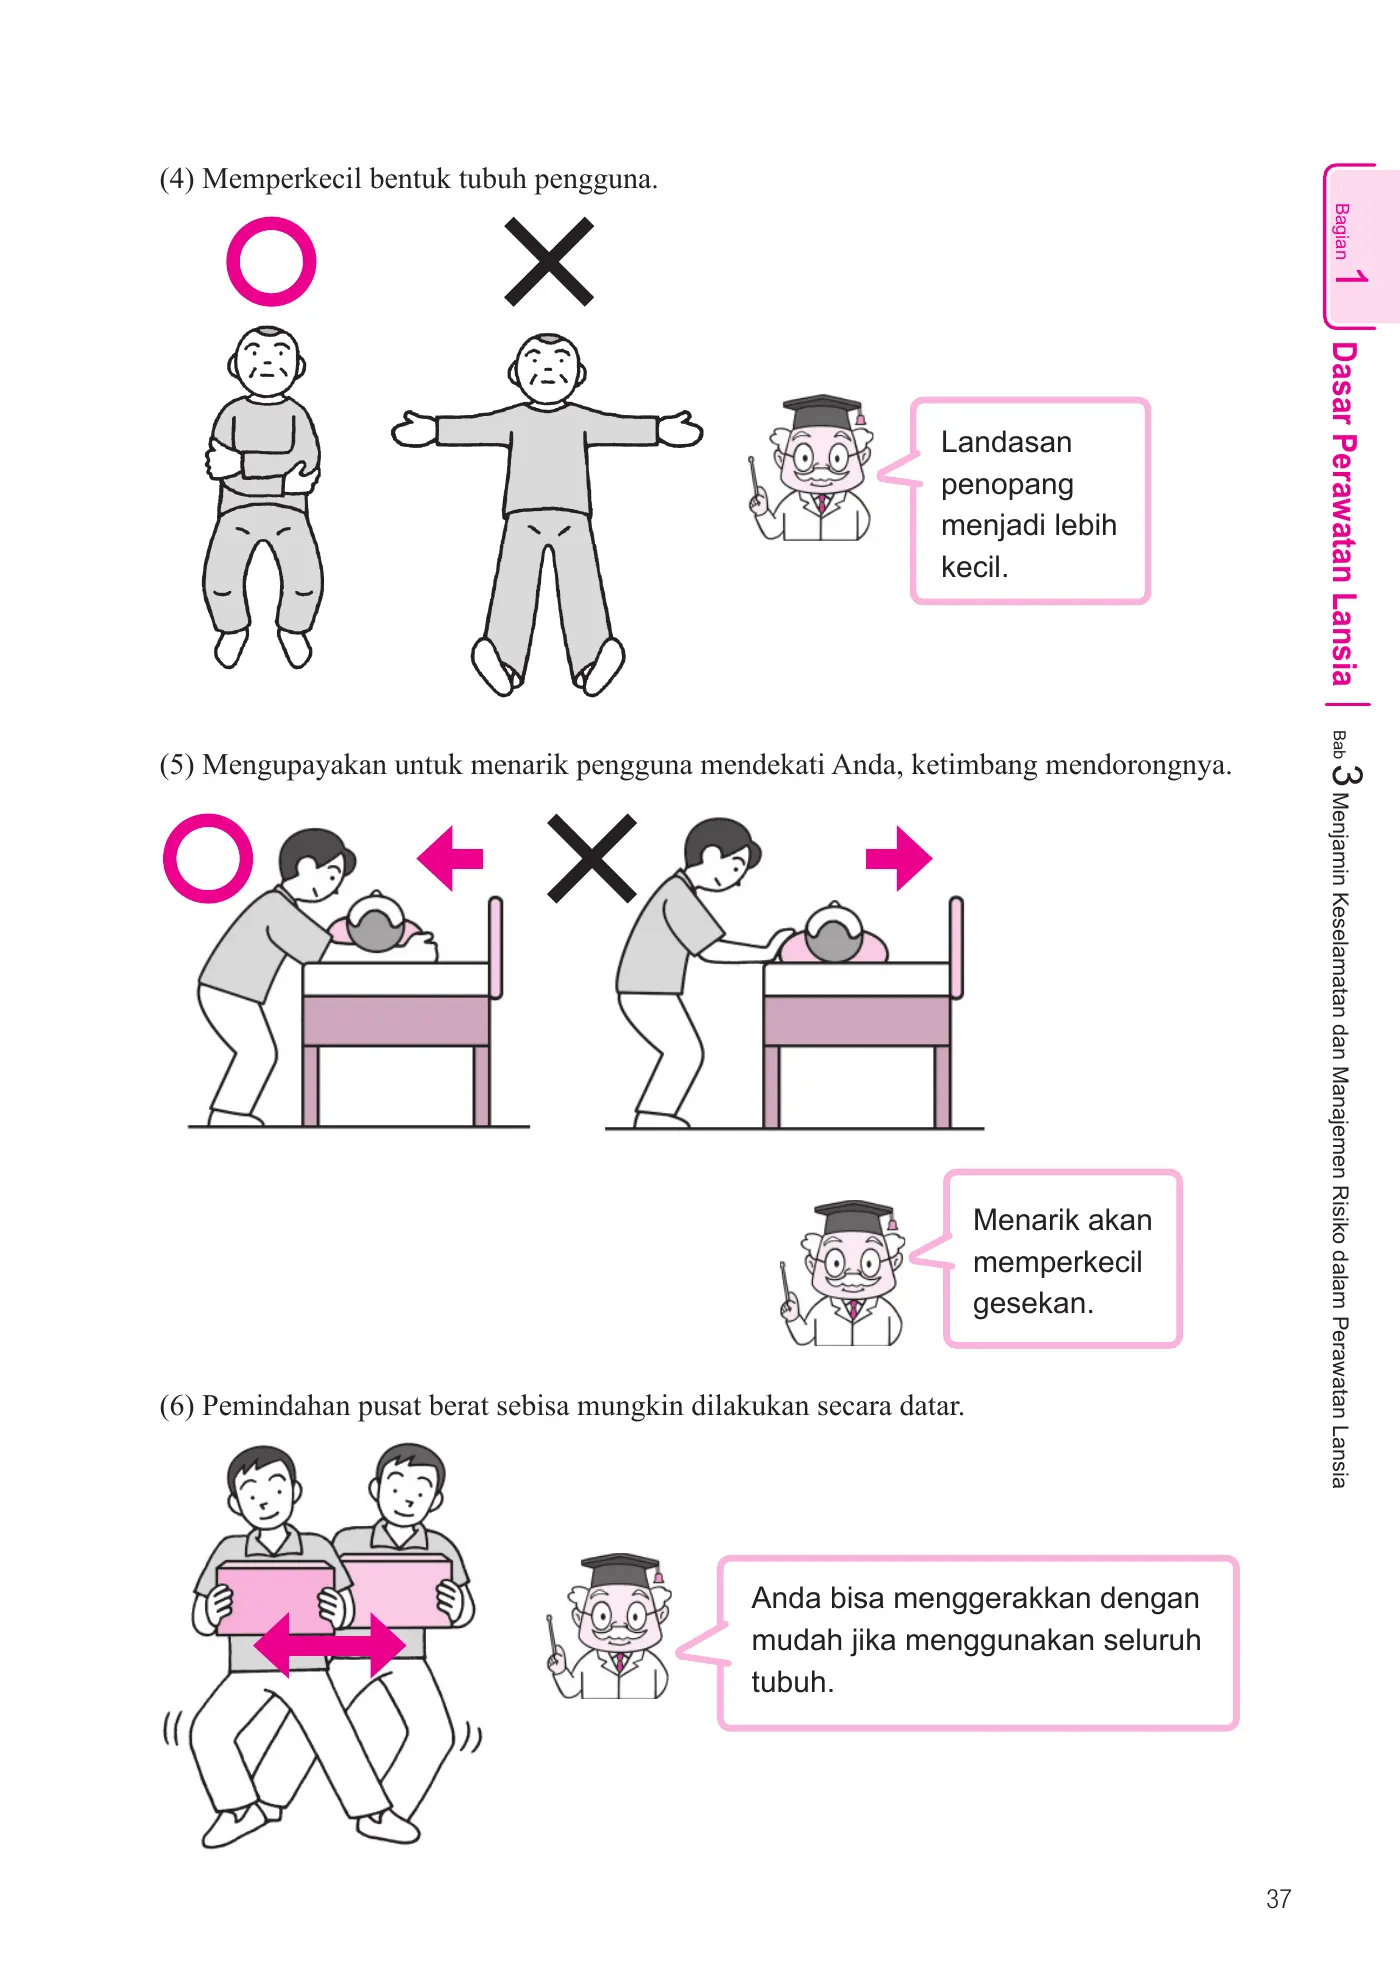 (4) Memperkecil bentuk tubuh pengguna.
Landasan
penopang
menjadi lebih
kecil.
(5) Mengupayakan untuk menarik pengguna mendekati Anda, ketimbang mendorongnya.
Menarik akan
memperkecil
gesekan.
(6) Pemindahan pusat berat sebisa mungkin dilakukan secara datar.
Anda bisa menggerakkan dengan
mudah jika menggunakan seluruh
tubuh.
Bagian 1 Dasar Perawatan Lansia
Bab 3 Menjamin Keselamatan dan Manajemen Risiko dalam Perawatan Lansia
37